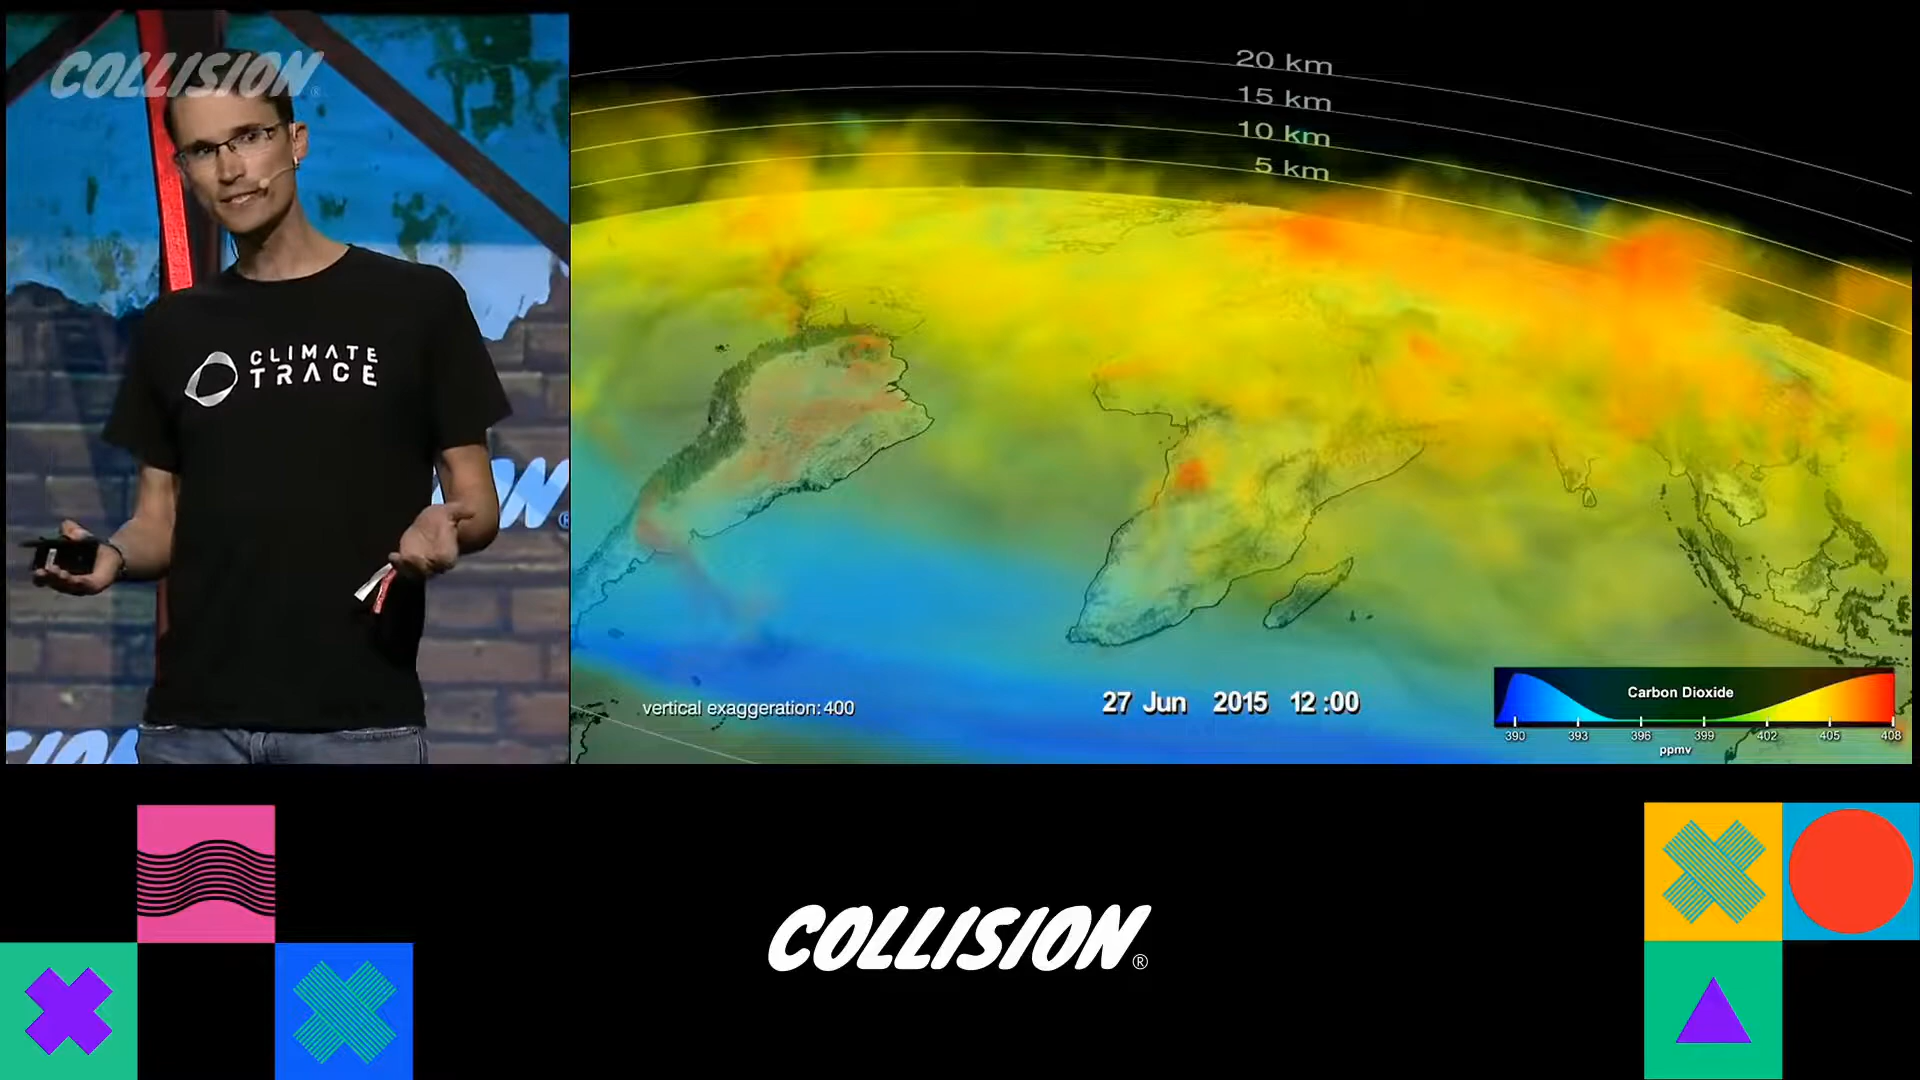 COLLISION®
CLIMATE
TRACE
20 km
15 km
10 km
5 km
vertical exaggeration: 400
27 Jun 2015 12:00
Carbon Dioxide
390 393 396 399 402 405 408
ppmv
COLLISION®